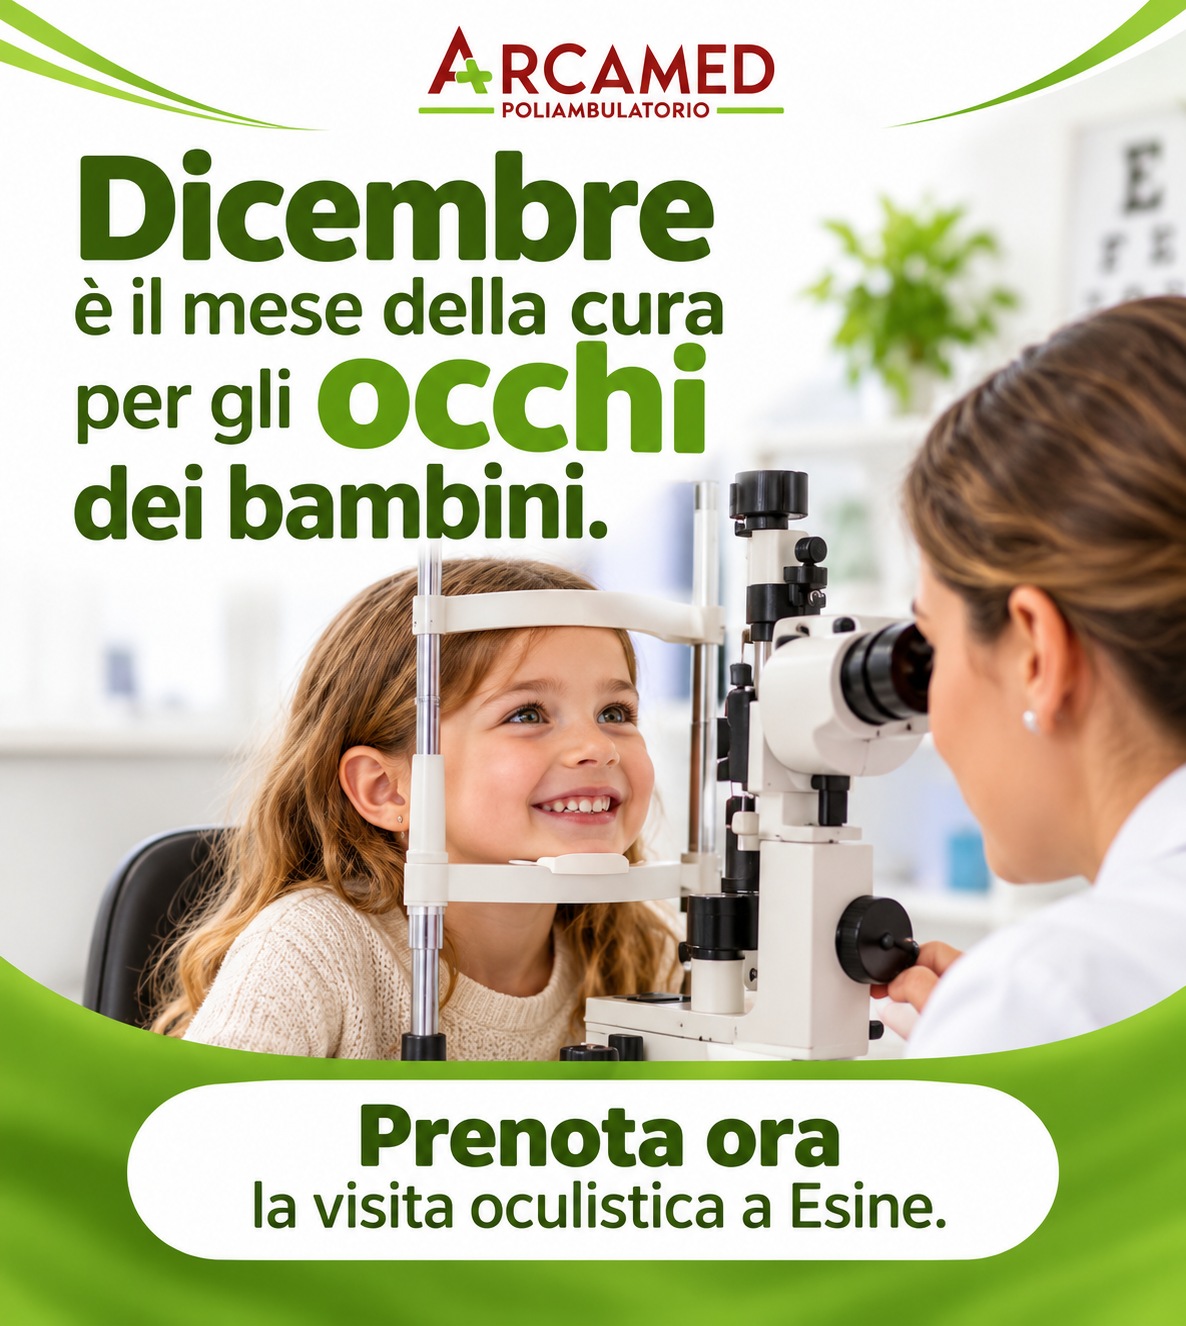 ARCAMED
POLIAMBULATORIO
Dicembre
è il mese della cura
per gli occhi
dei bambini.
E
F E
Prenota ora
la visita oculistica a Esine.